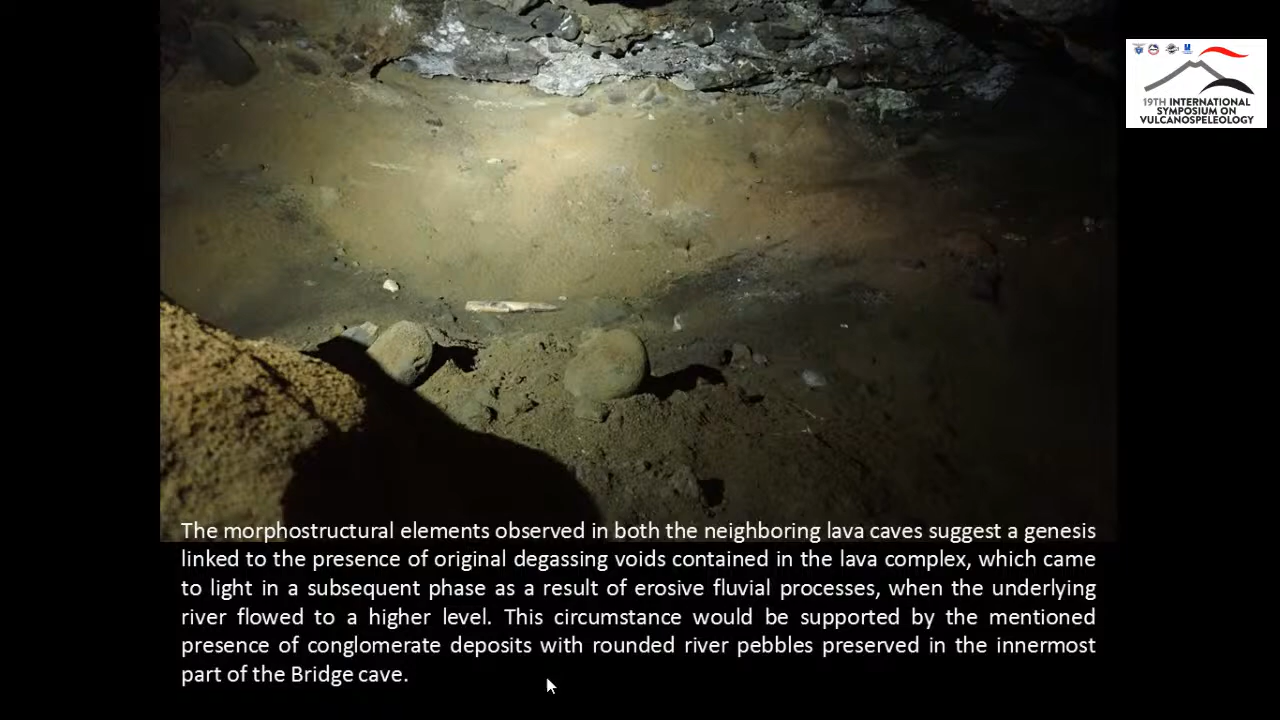 19TH INTERNATIONAL
SYMPOSIUM ON
VULCANOSPELEOLOGY
The morphostructural elements observed in both the neighboring lava caves suggest a genesis
linked to the presence of original degassing voids contained in the lava complex, which came
to light in a subsequent phase as a result of erosive fluvial processes, when the underlying
river flowed to a higher level. This circumstance would be supported by the mentioned
presence of conglomerate deposits with rounded river pebbles preserved in the innermost
part of the Bridge cave.